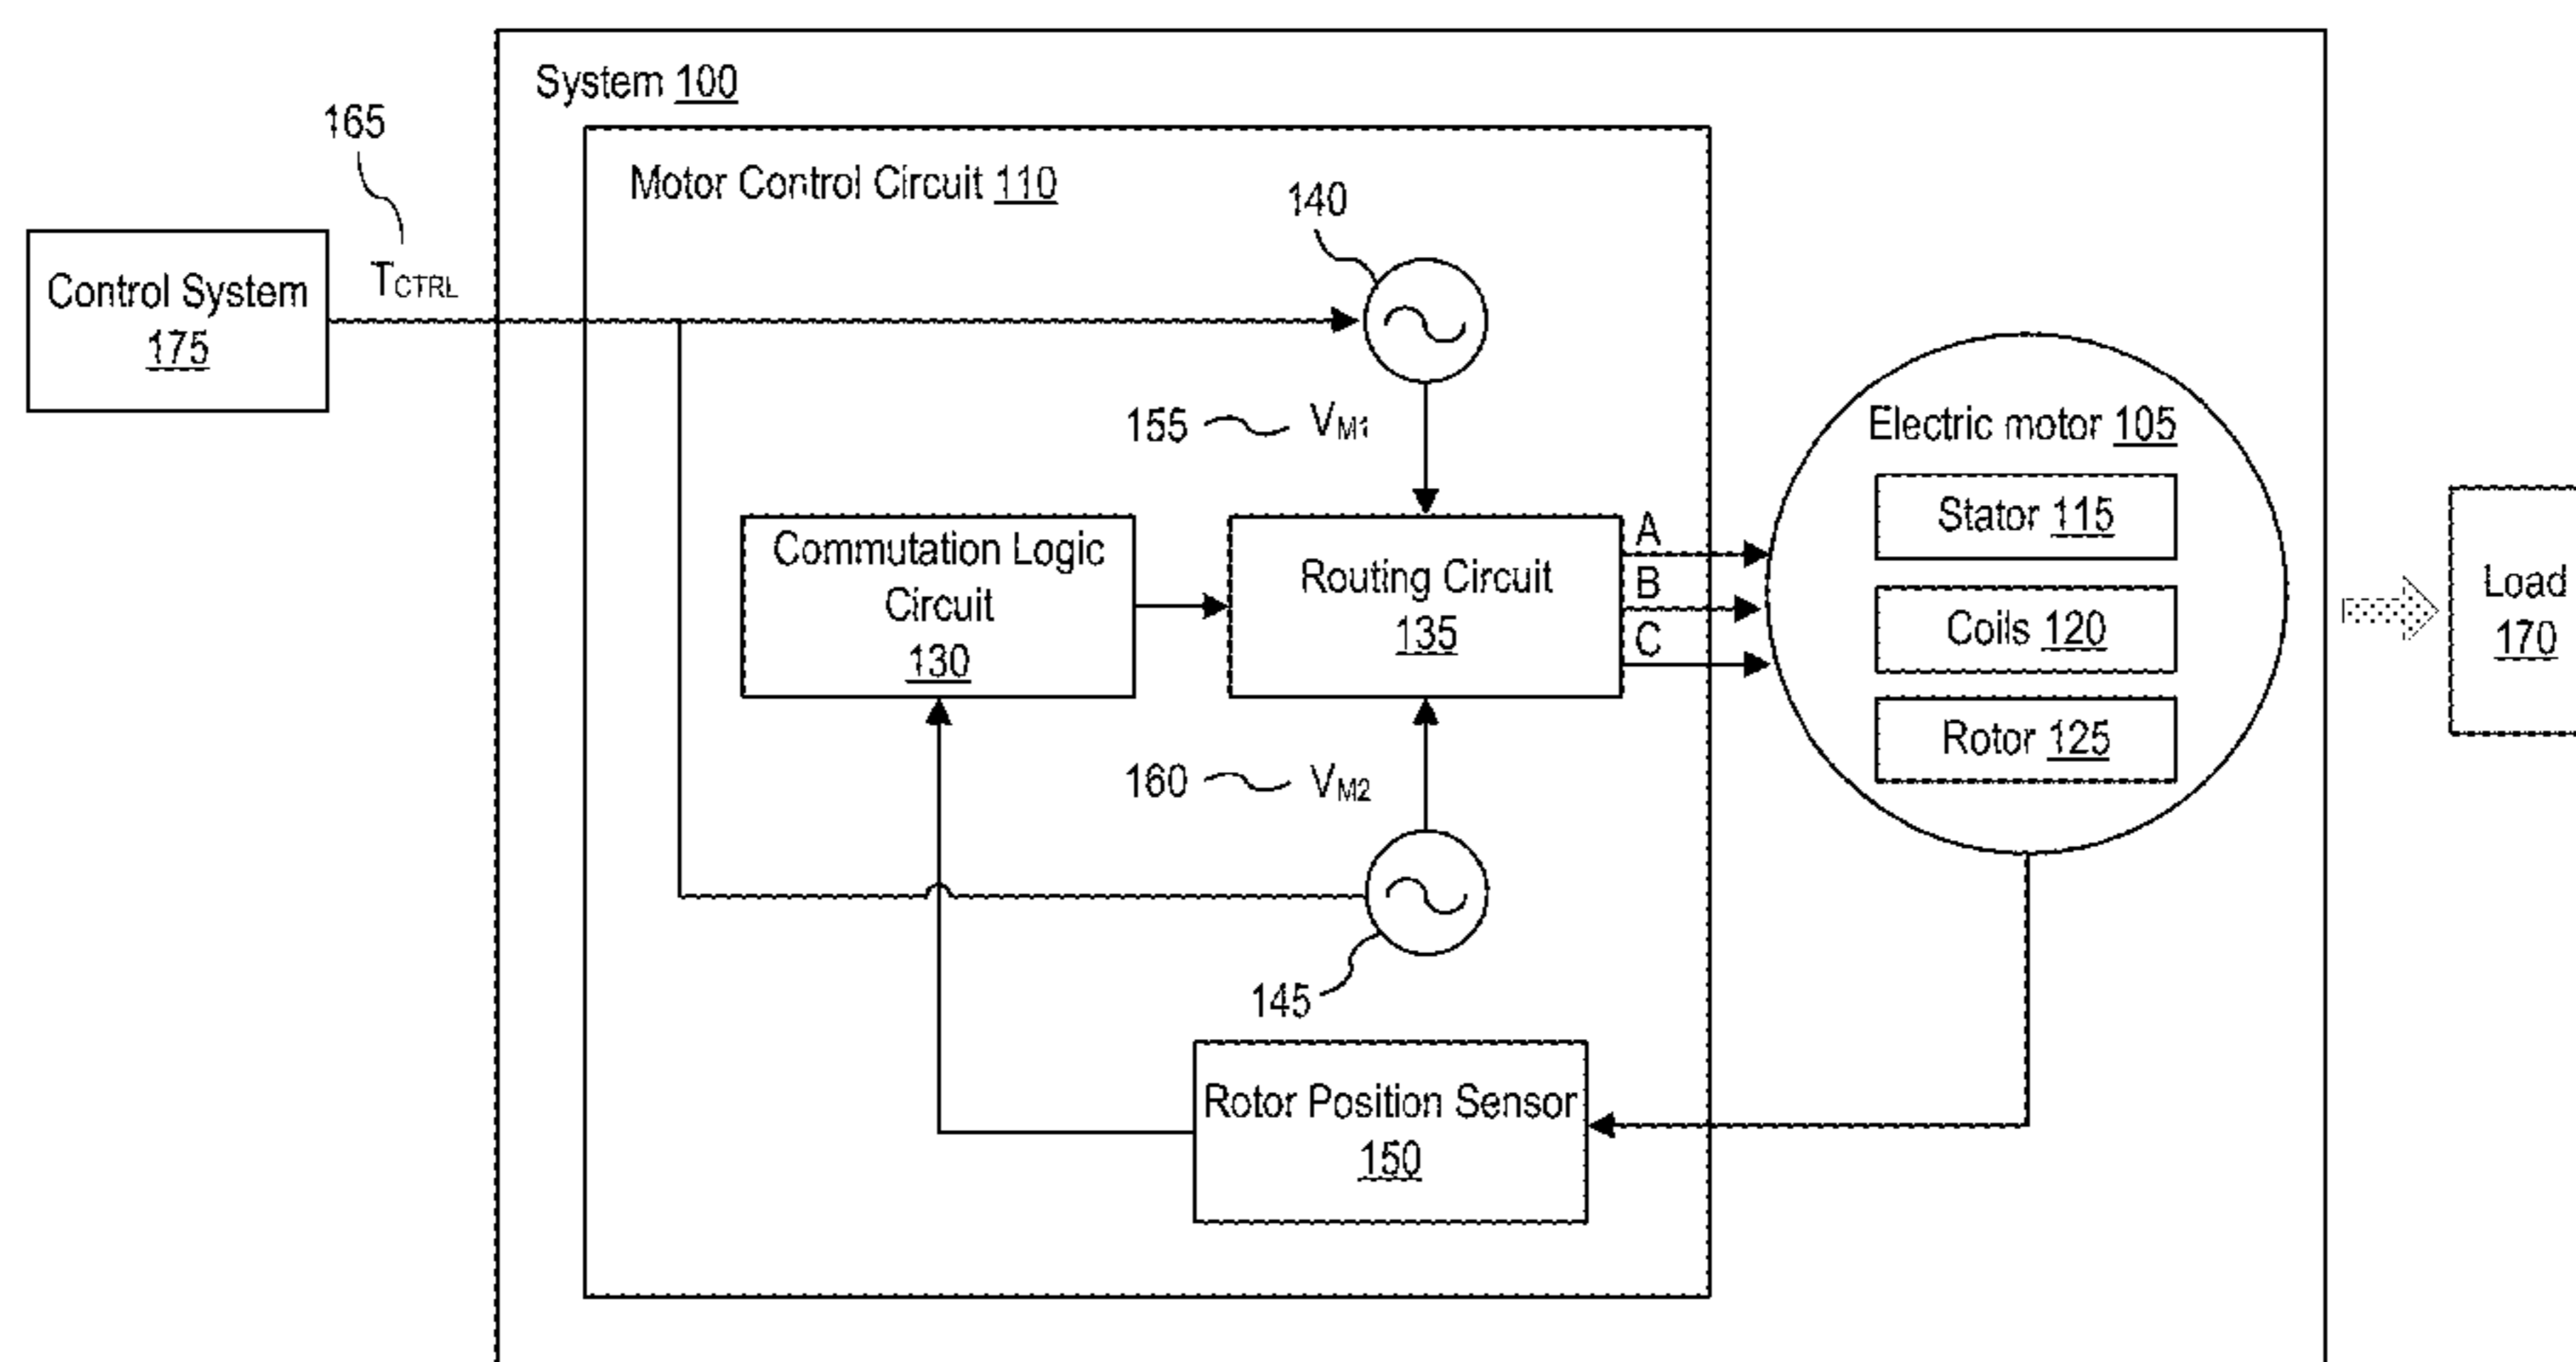 System 100
165
Motor Control Circuit 110
140
Control System
175
TCTRL
155
VM1
Electric motor 105
Stator 115
Coils 120
Rotor 125
Commutation Logic
Circuit
130
Routing Circuit
135
A
B
C
Load
170
160
VM2
145
Rotor Position Sensor
150